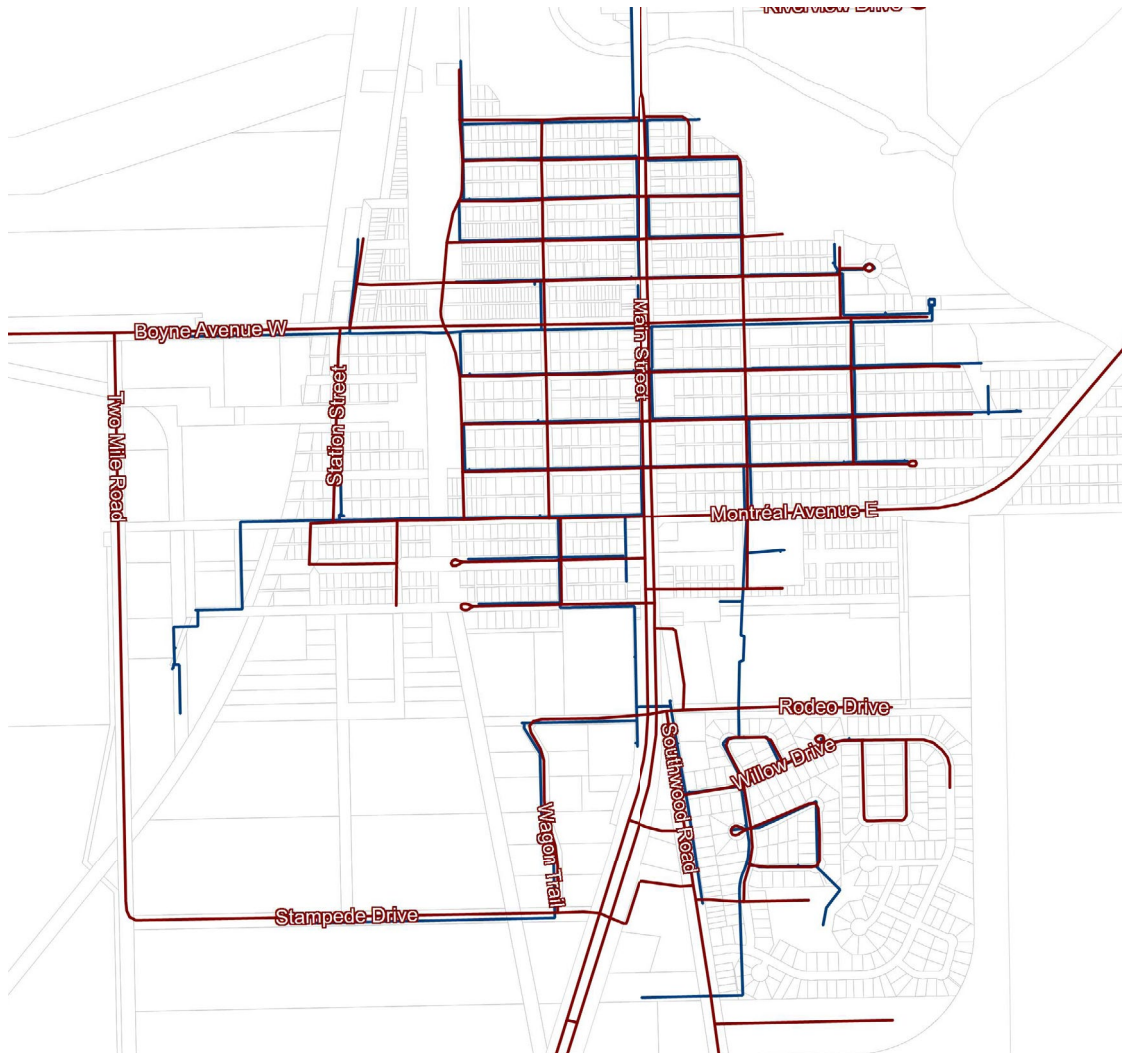 Riverview Drive
Boyne Avenue W
Main Street
Station Street
Two Mile Road
Montréal Avenue E
Rodeo Drive
Willow Drive
Southwood Road
Wagon Trail
Stampede Drive